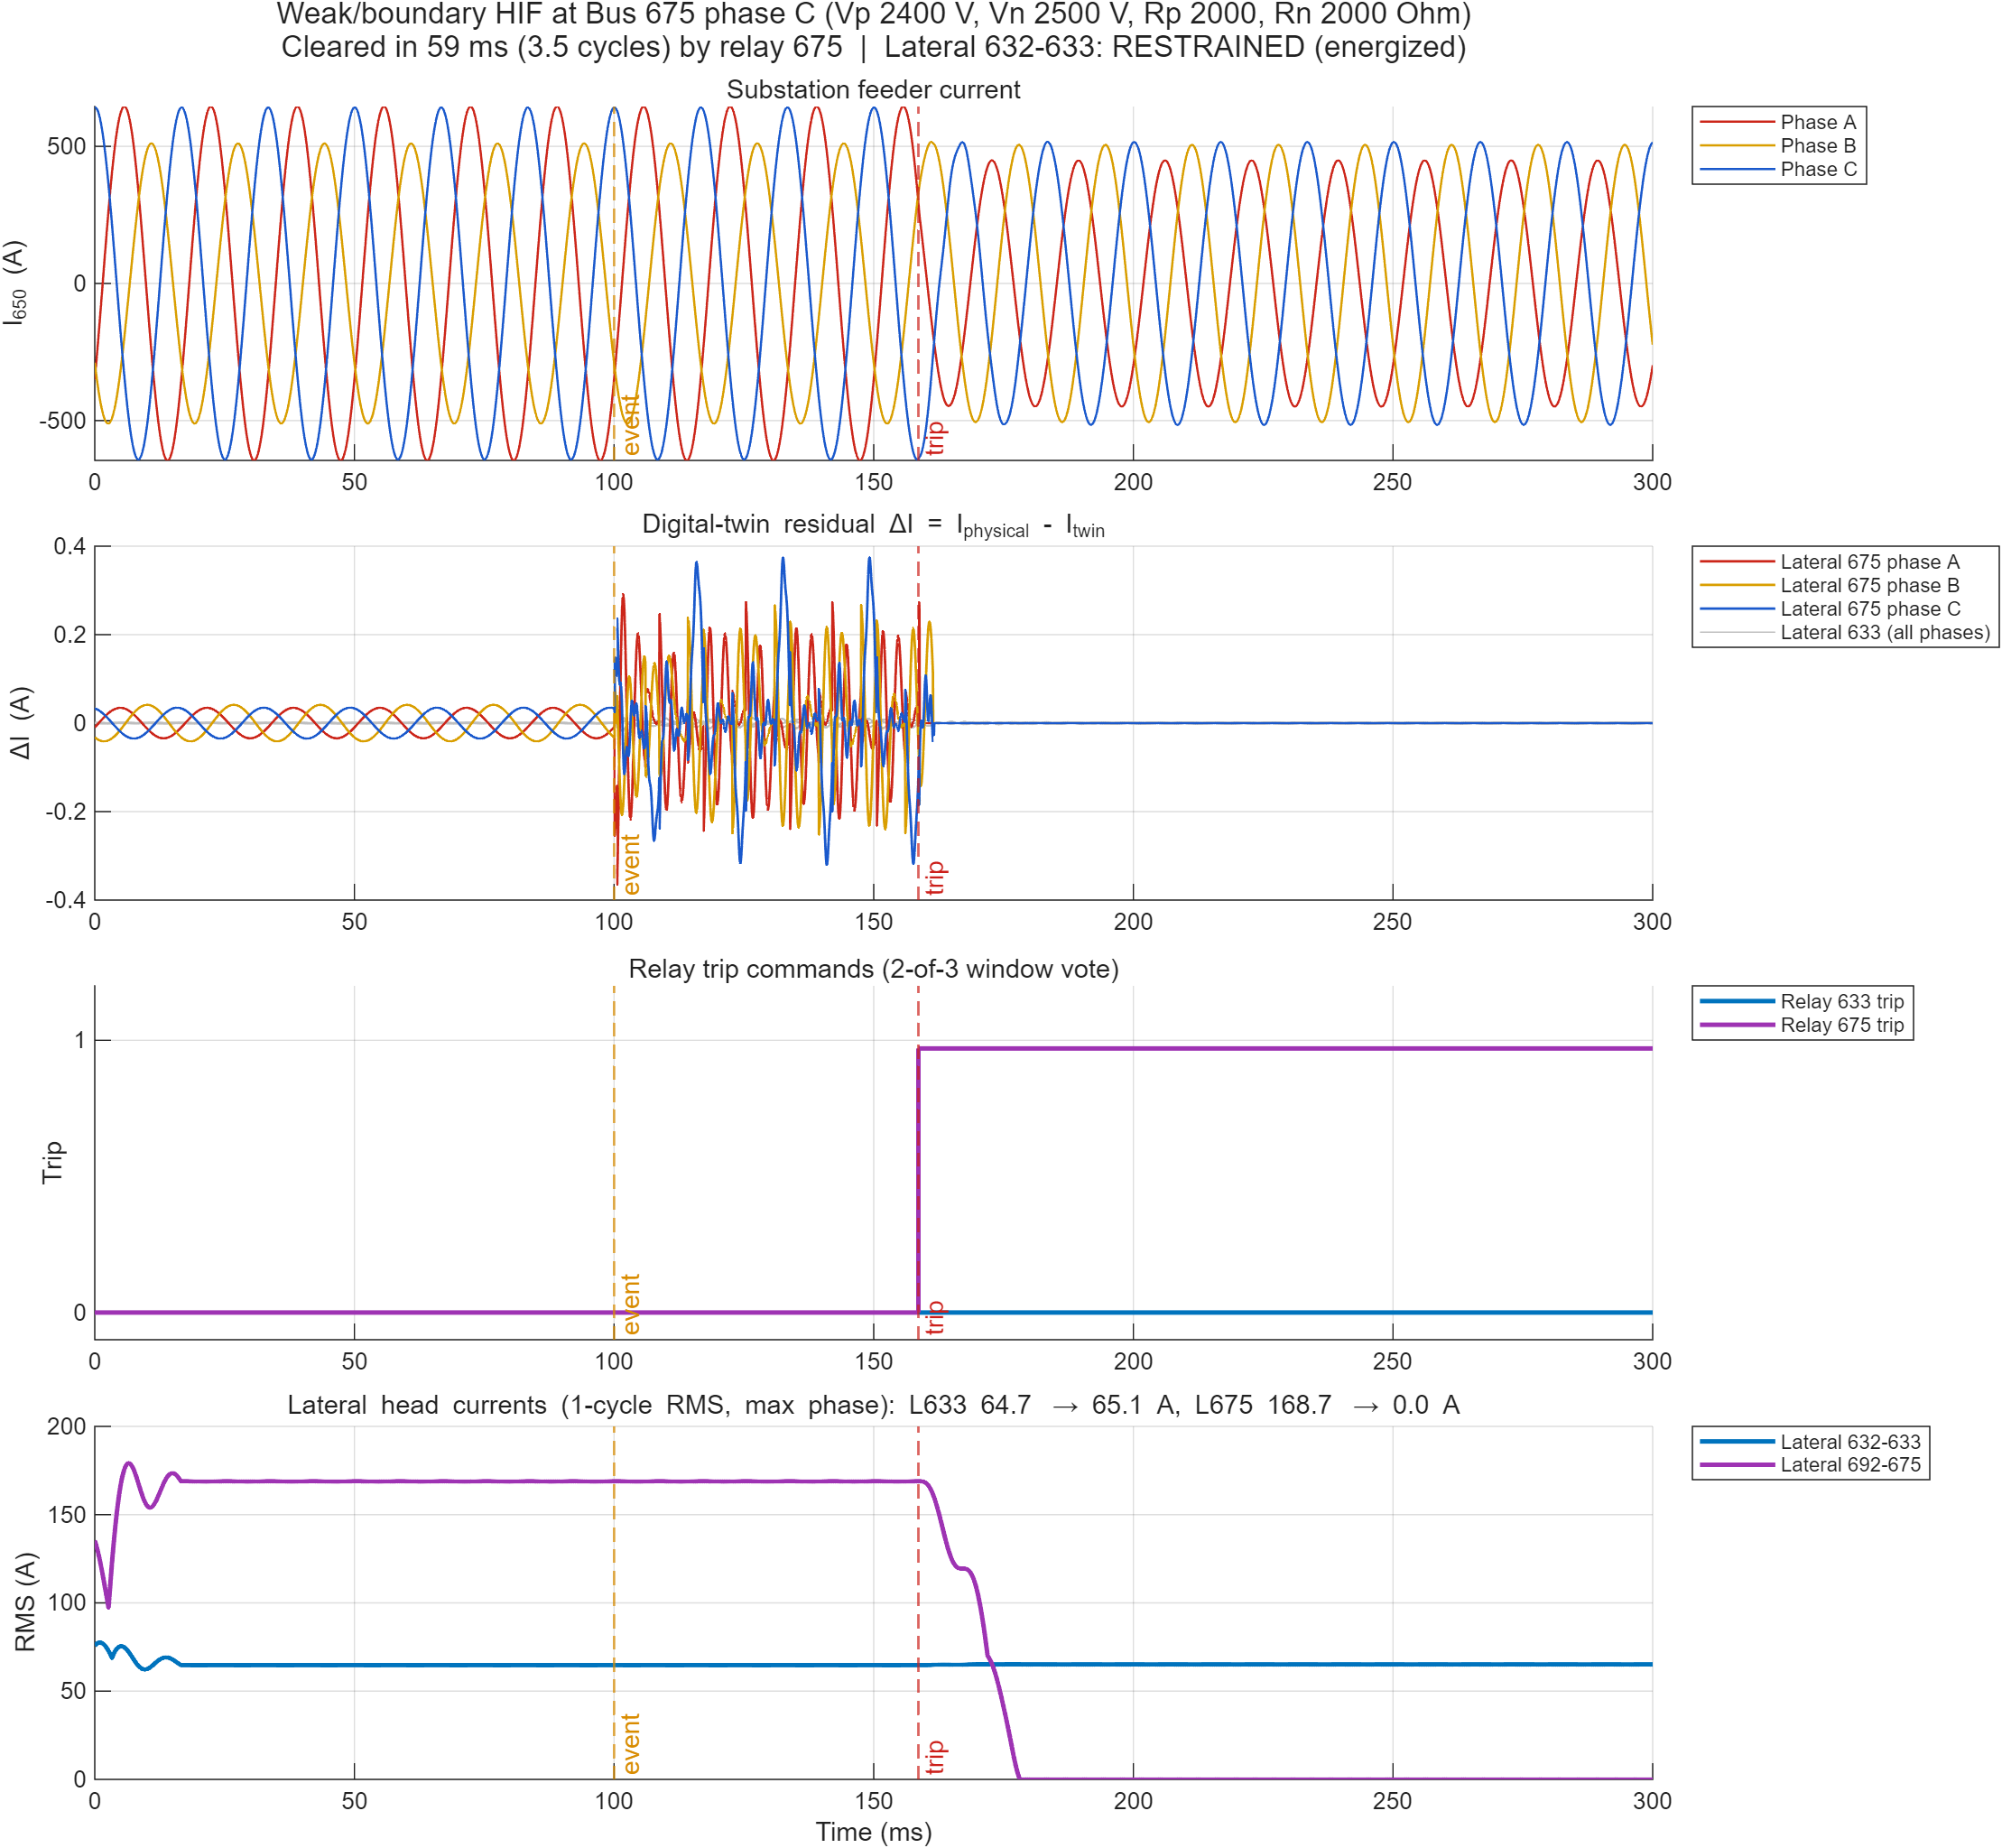 Weak/boundary HIF at Bus 675 phase C (Vp 2400 V, Vn 2500 V, Rp 2000, Rn 2000 Ohm)
Cleared in 59 ms (3.5 cycles) by relay 675 | Lateral 632-633: RESTRAINED (energized)
Substation feeder current
I650 (A)
500
0
-500
event
trip
0 50 100 150 200 250 300
Phase A
Phase B
Phase C
Digital-twin residual ΔI = Iphysical - Itwin
ΔI (A)
0.4
0.2
0
-0.2
-0.4
event
trip
0 50 100 150 200 250 300
Lateral 675 phase A
Lateral 675 phase B
Lateral 675 phase C
Lateral 633 (all phases)
Relay trip commands (2-of-3 window vote)
Trip
1
0
event
trip
0 50 100 150 200 250 300
Relay 633 trip
Relay 675 trip
Lateral head currents (1-cycle RMS, max phase): L633 64.7 → 65.1 A, L675 168.7 → 0.0 A
RMS (A)
200
150
100
50
0
event
trip
0 50 100 150 200 250 300
Time (ms)
Lateral 632-633
Lateral 692-675